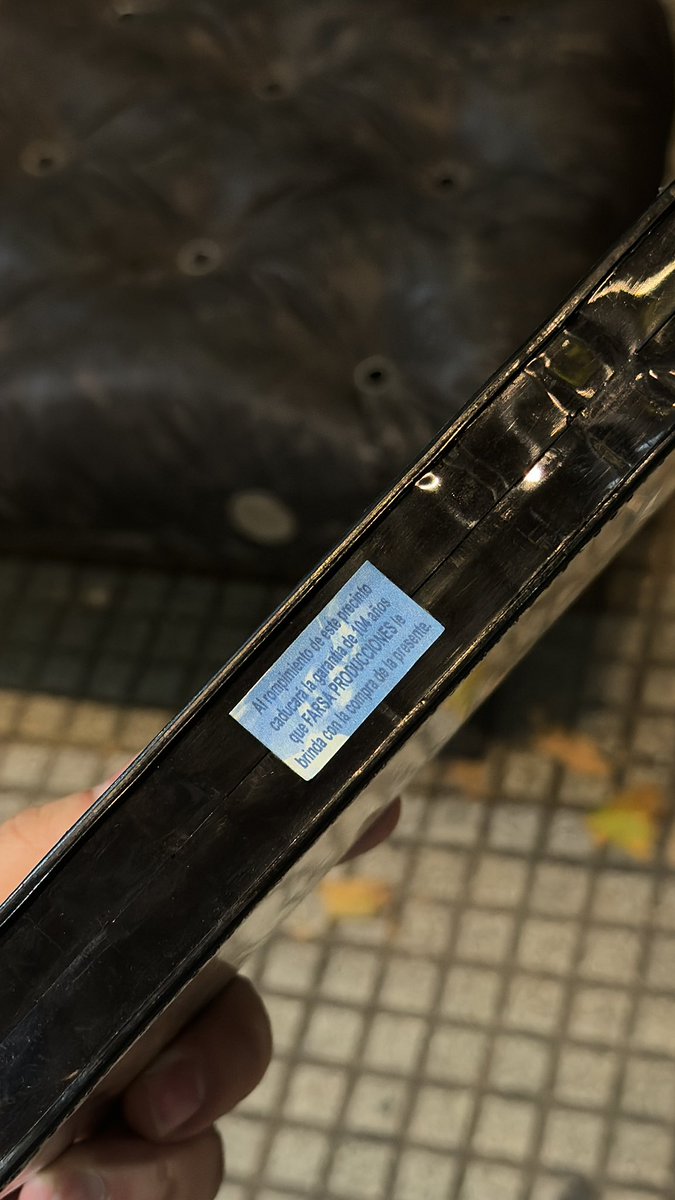 Al rompimiento de este precinto
caducará la garantía de 104 años
que FARSA PRODUCCIONES le
brinda con la compra de la presente.